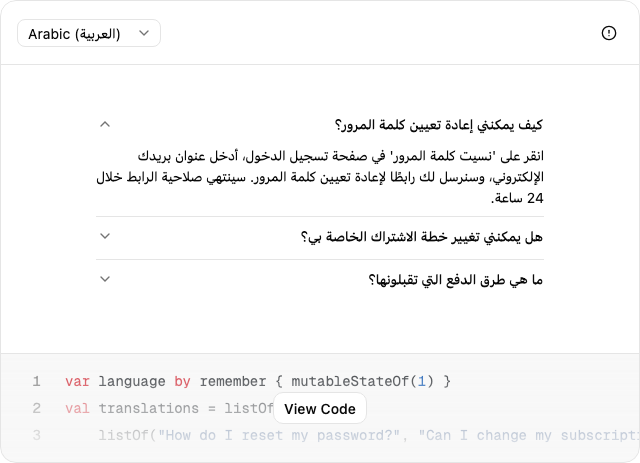 Arabic (العربية)
كيف يمكنني إعادة تعيين كلمة المرور؟
انقر على 'نسيت كلمة المرور' في صفحة تسجيل الدخول، أدخل عنوان بريدك
الإلكتروني، وسنرسل لك رابطًا لإعادة تعيين كلمة المرور. سينتهي صلاحية الرابط خلال
24 ساعة.
هل يمكنني تغيير خطة الاشتراك الخاصة بي؟
ما هي طرق الدفع التي تقبلونها؟
1 var language by remember { mutableStateOf(1) }
2 val translations = listOf
View Code
3 listOf("How do I reset my password?", "Can I change my subscripti